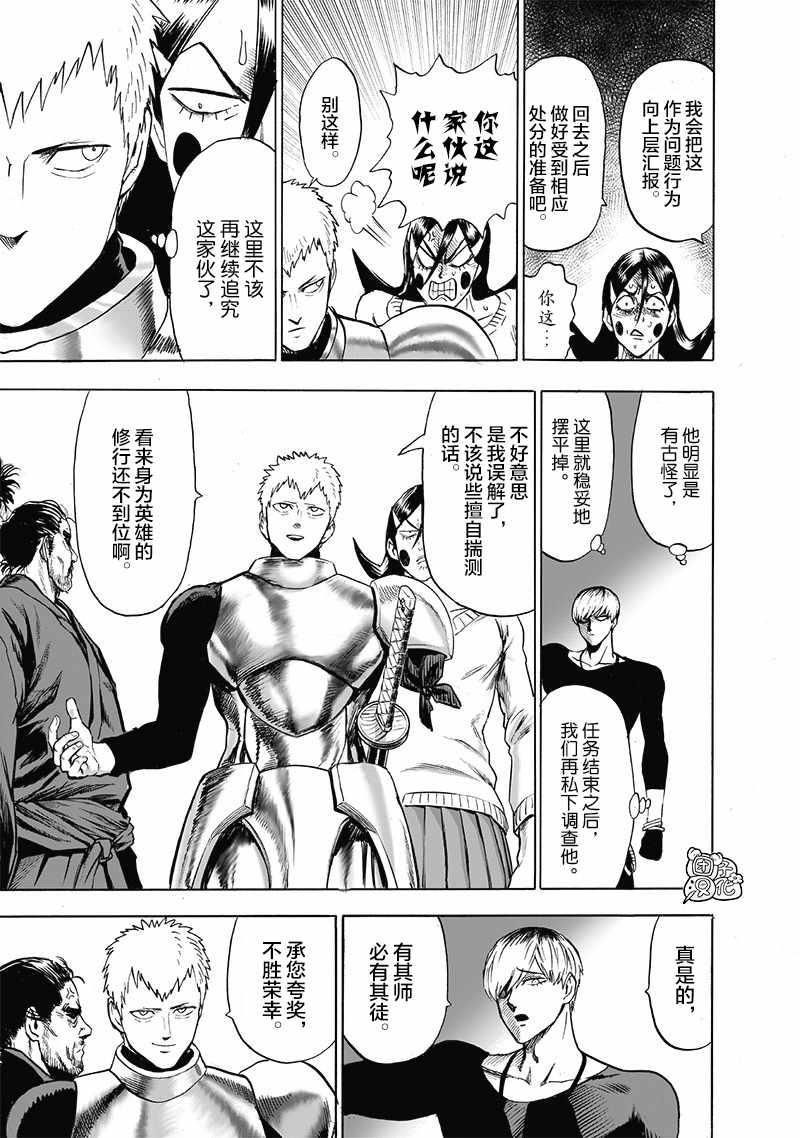 我会把这
作为问题行为
向上层汇报。
回去之后
做好受到相应
处分的准备吧。
你这…
你这
家伙说
什么呢
别这样。
这里不该
再继续追究
这家伙了，
他明显是
有古怪了，
这里就稳妥地
摆平掉。
任务结束之后，
我们再私下调查他。
不好意思
是我误解了，
不该说些擅自揣测
的话。
看来身为英雄的
修行还不到位啊。
真是的，
有其师
必有其徒。
承您夸奖，
不胜荣幸。